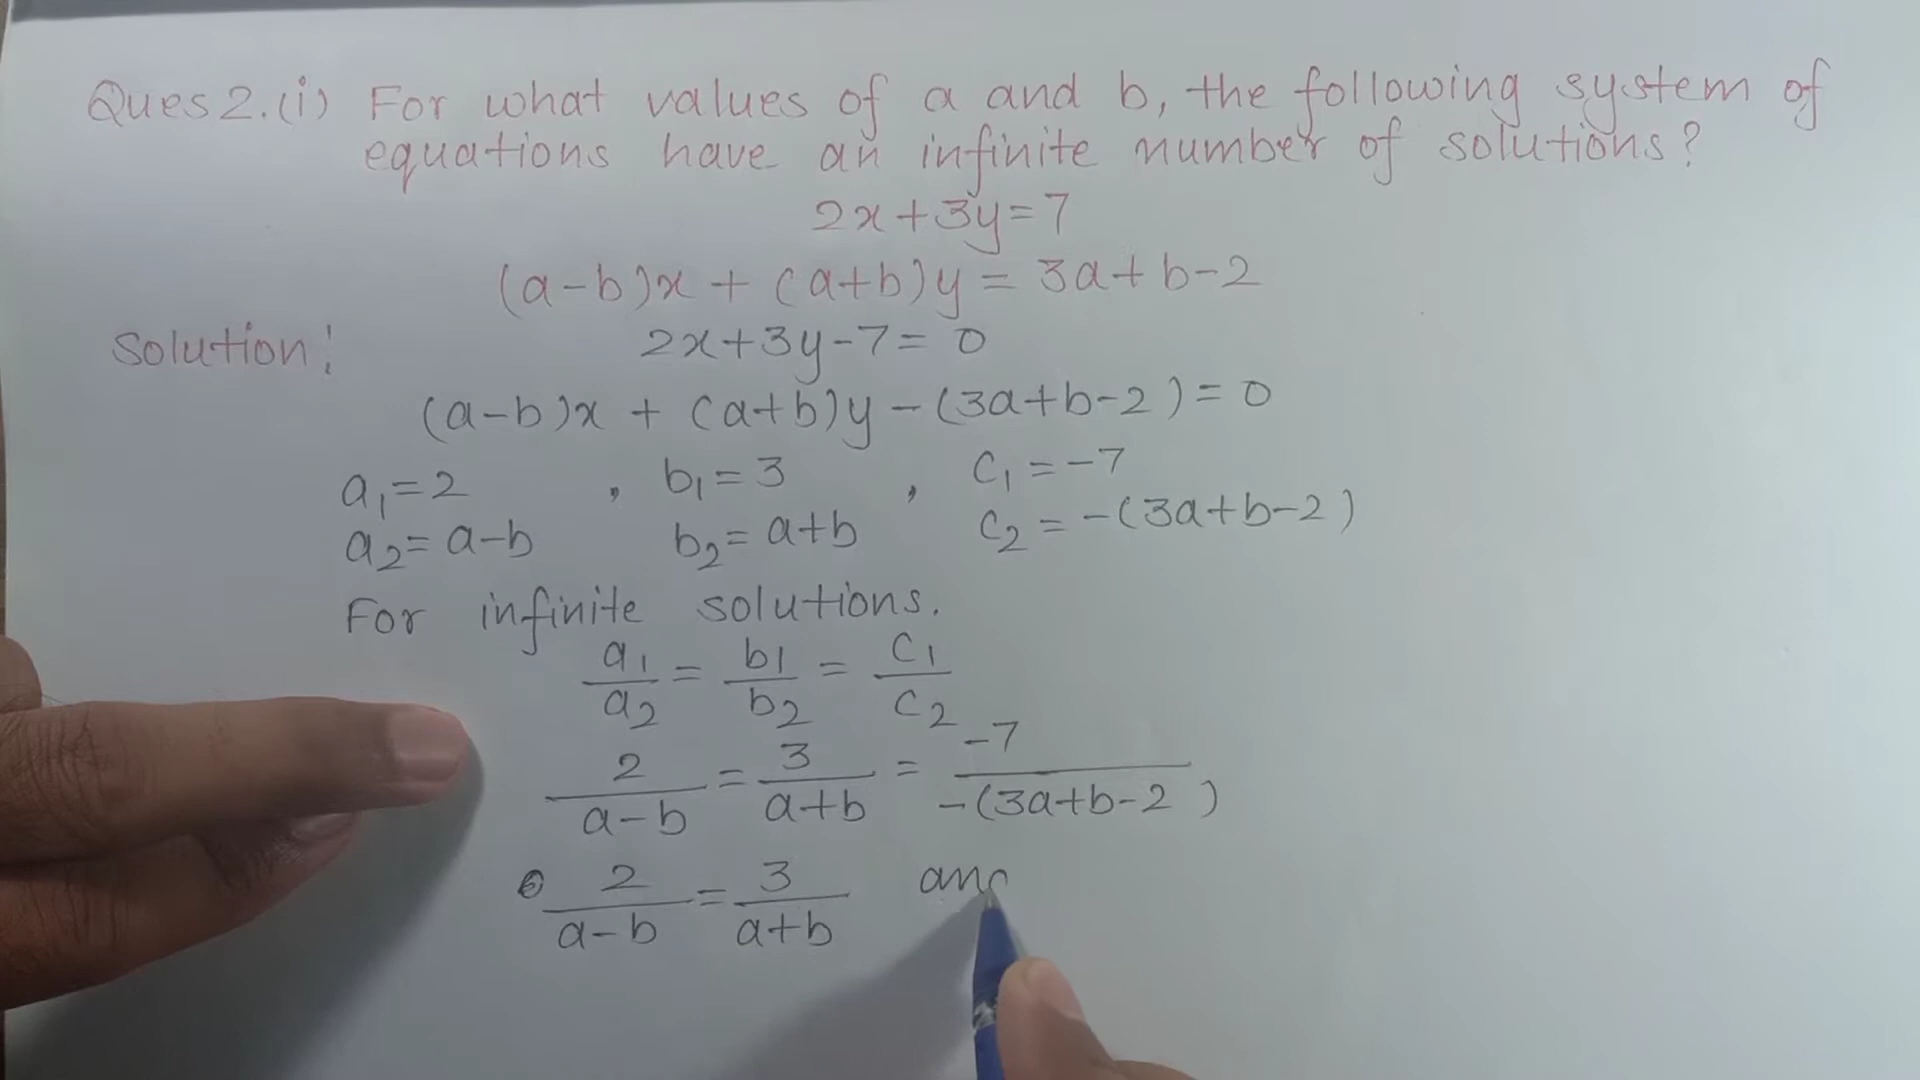 Ques 2.(i) For what values of a and b, the following system of
equations have an infinite number of solutions?
2x+3y=7
(a-b)x + (a+b)y = 3a+b-2
Solution:
2x+3y-7=0
(a-b)x + (a+b)y - (3a+b-2)=0
a₁=2 , b₁=3 , c₁=-7
a₂=a-b b₂=a+b c₂=-(3a+b-2)
For infinite solutions.
a₁/a₂ = b₁/b₂ = c₁/c₂
2/(a-b) = 3/(a+b) = -7/-(3a+b-2)
2/(a-b) = 3/(a+b)